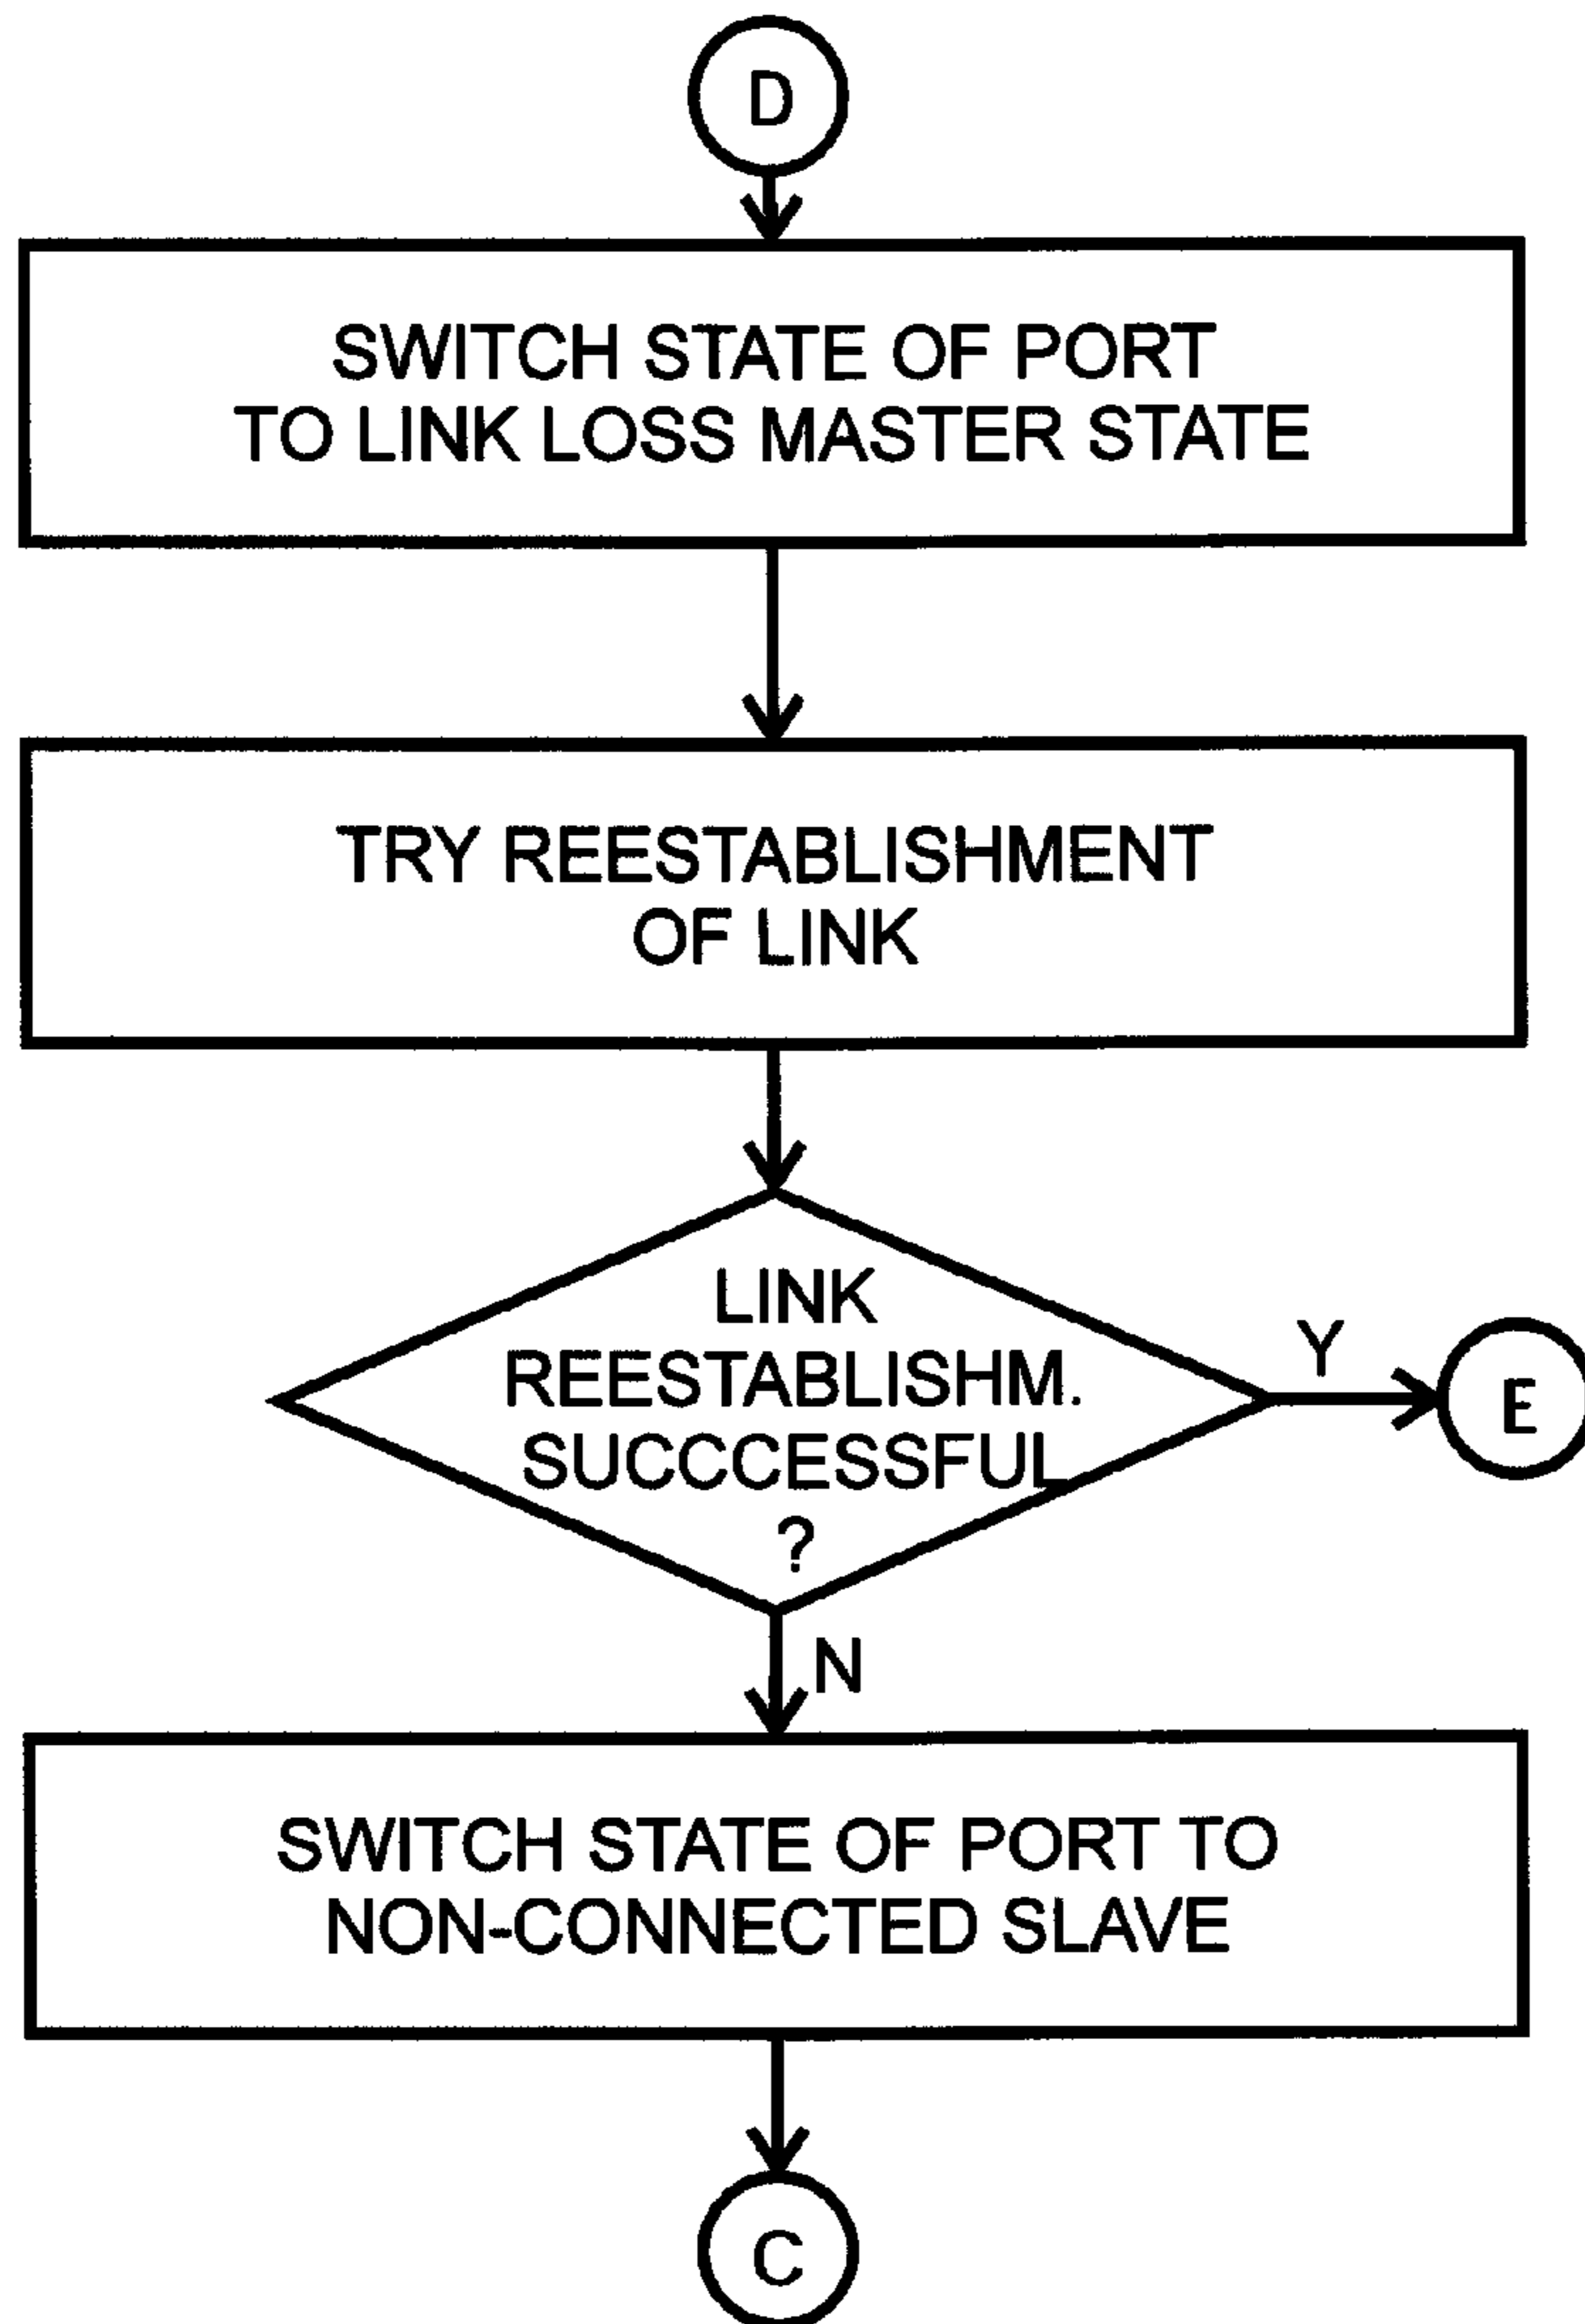 D
SWITCH STATE OF PORT
TO LINK LOSS MASTER STATE
TRY REESTABLISHMENT
OF LINK
LINK
REESTABLISHM.
SUCCCESSFUL
?
Y
E
N
SWITCH STATE OF PORT TO
NON-CONNECTED SLAVE
C